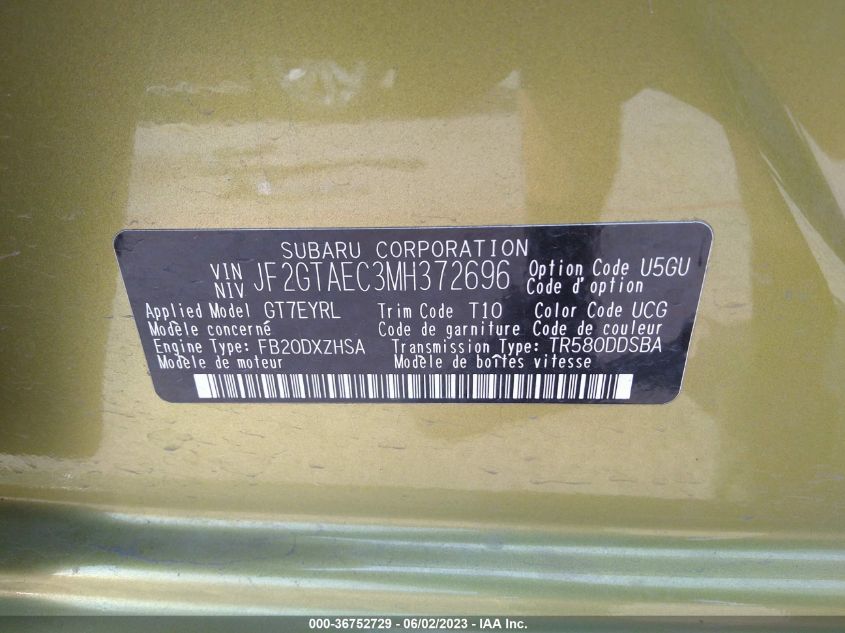 SUBARU CORPORATION
VIN NIV JF2GTAEC3MH372696 Option Code U5GU
Code d'option
Applied Model GT7EYRL Trim Code T10 Color Code UCG
Modèle concerné Code de garniture Code de couleur
Engine Type: FB20DXZHSA Transmission Type: TR580DDSBA
Modèle de moteur Modèle de boîtes vitesse
000-36752729 - 06/02/2023 - IAA Inc.